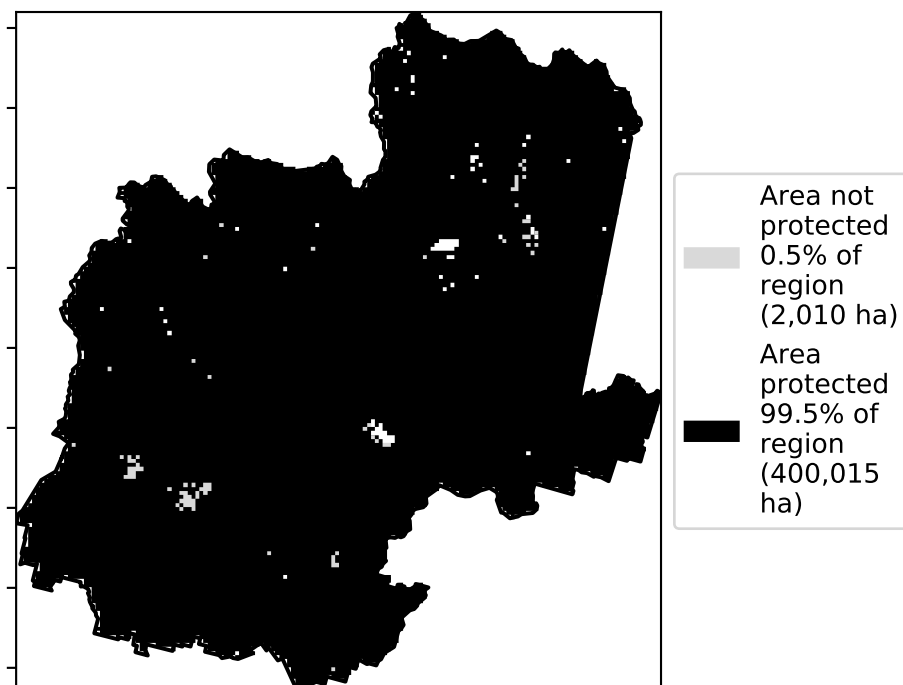 Area not
protected
0.5% of
region
(2,010 ha)
Area
protected
99.5% of
region
(400,015
ha)